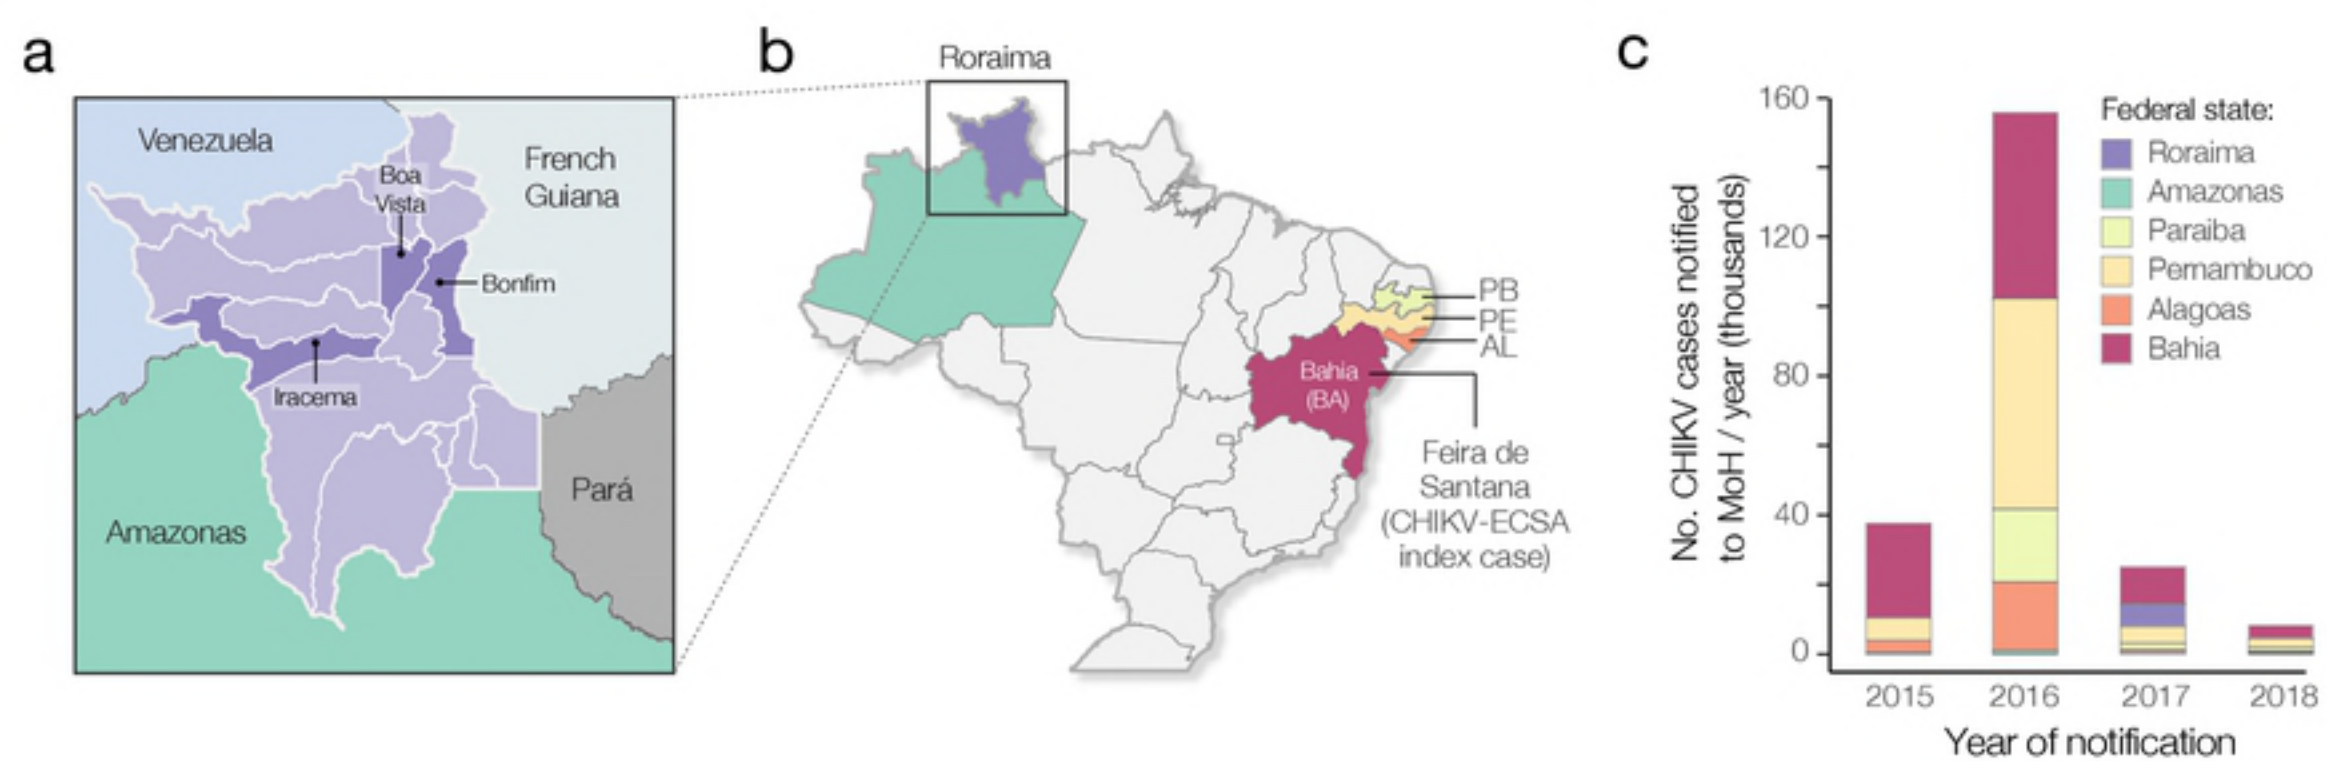 a
Venezuela
French
Guiana
Boa
Vista
Bonfim
Iracema
Amazonas
Pará
b
Roraima
PB
PE
AL
Bahia
(BA)
Feira de
Santana
(CHIKV-ECSA
index case)
c
No. CHIKV cases notified
to MoH / year (thousands)
160
120
80
40
0
Federal state:
Roraima
Amazonas
Paraiba
Pernambuco
Alagoas
Bahia
2015 2016 2017 2018
Year of notification